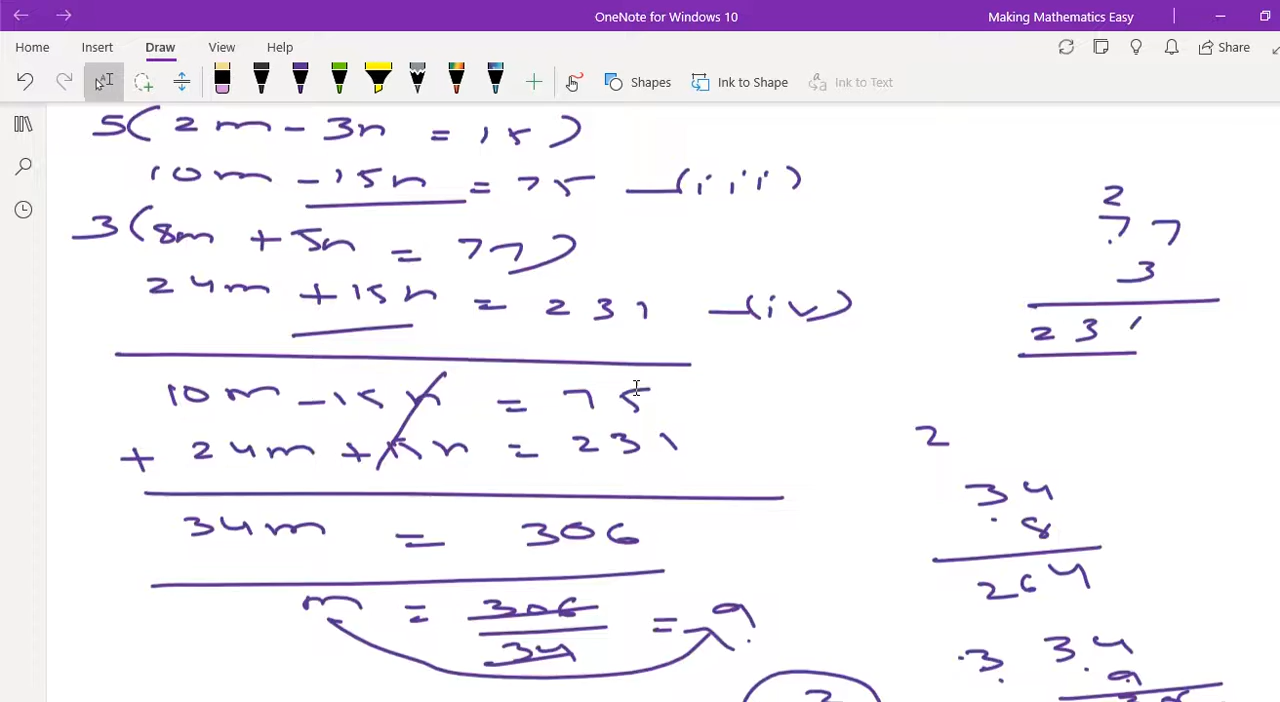 OneNote for Windows 10
Making Mathematics Easy
Home Insert Draw View Help
Share
Shapes
Ink to Shape
Ink to Text
5(2m - 3n = 15)
10m - 15n = 75 —(iii)
3(8m + 5n = 77)
24m + 15n = 231 —(iv)
10m - 15n = 75
+ 24m + 15n = 231
34m = 306
m = 306/34 = 9.
2
77
3
231
2
34
8
264
3 34
9